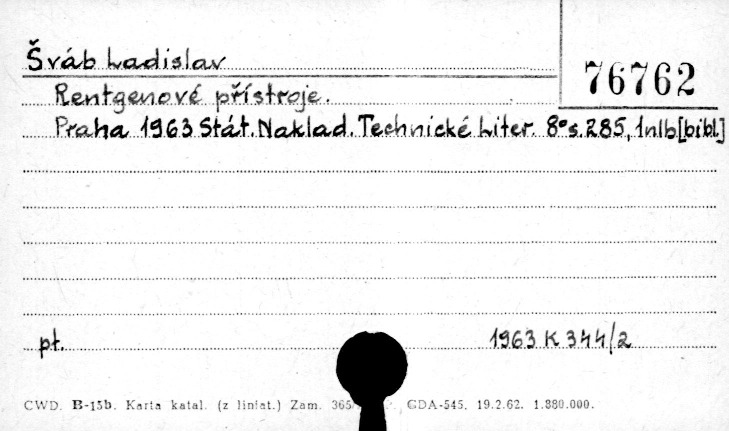 Šváb Ladislav
76762
Rentgenové přístroje.
Praha 1963 Stát. Naklad. Technické Liter. 8° s. 285, 1nlb [bibl.]
pt. 1963 K 344/2
CWD. B-15b. Karta katal. (z liniat.) Zam. 365 GDA-545. 19.2.62. 1.880.000.